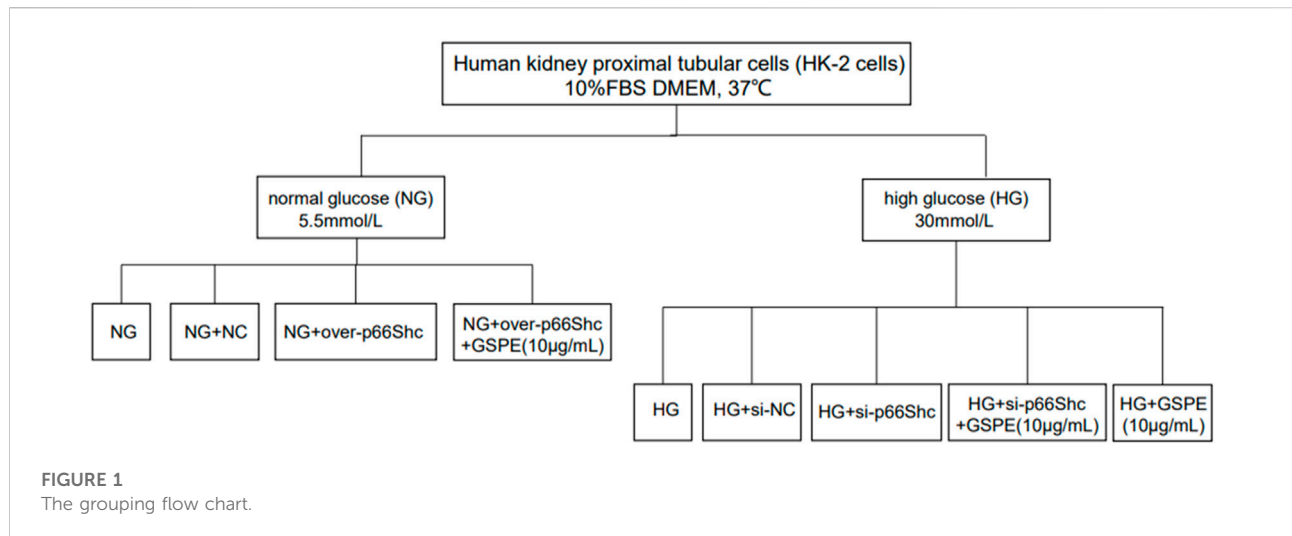 Human kidney proximal tubular cells (HK-2 cells)
10%FBS DMEM, 37℃
normal glucose (NG)
5.5mmol/L
high glucose (HG)
30mmol/L
NG
NG+NC
NG+over-p66Shc
NG+over-p66Shc
+GSPE(10μg/mL)
HG
HG+si-NC
HG+si-p66Shc
HG+si-p66Shc
+GSPE(10μg/mL)
HG+GSPE
(10μg/mL)
FIGURE 1
The grouping flow chart.